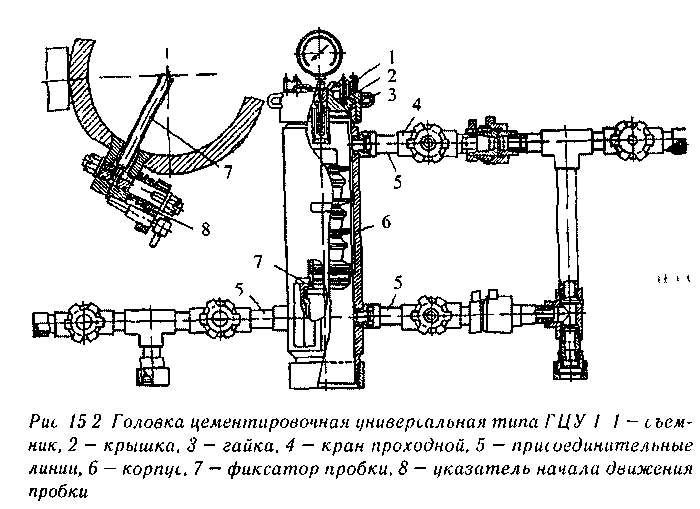 1
2
3
4
5
6
7
5
5
7
8
Рис 15 2 Головка цементировочная универсальная типа ГЦУ 1 1 — съем-
ник, 2 — крышка, 3 — гайка, 4 — кран проходной, 5 — присоединительные
линии, 6 — корпус, 7 — фиксатор пробки, 8 — указатель начала движения
пробки